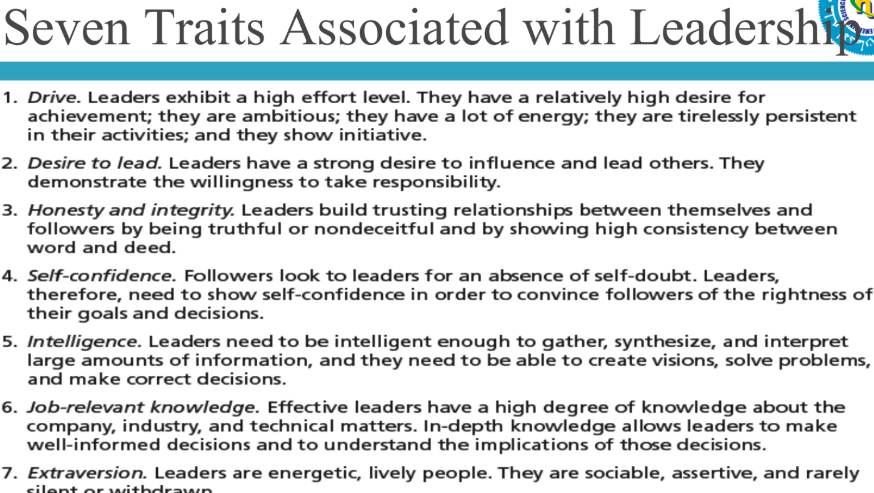 Seven Traits Associated with Leadership
1. Drive. Leaders exhibit a high effort level. They have a relatively high desire for
achievement; they are ambitious; they have a lot of energy; they are tirelessly persistent
in their activities; and they show initiative.
2. Desire to lead. Leaders have a strong desire to influence and lead others. They
demonstrate the willingness to take responsibility.
3. Honesty and integrity. Leaders build trusting relationships between themselves and
followers by being truthful or nondeceitful and by showing high consistency between
word and deed.
4. Self-confidence. Followers look to leaders for an absence of self-doubt. Leaders,
therefore, need to show self-confidence in order to convince followers of the rightness of
their goals and decisions.
5. Intelligence. Leaders need to be intelligent enough to gather, synthesize, and interpret
large amounts of information, and they need to be able to create visions, solve problems,
and make correct decisions.
6. Job-relevant knowledge. Effective leaders have a high degree of knowledge about the
company, industry, and technical matters. In-depth knowledge allows leaders to make
well-informed decisions and to understand the implications of those decisions.
7. Extraversion. Leaders are energetic, lively people. They are sociable, assertive, and rarely
silent or withdrawn.